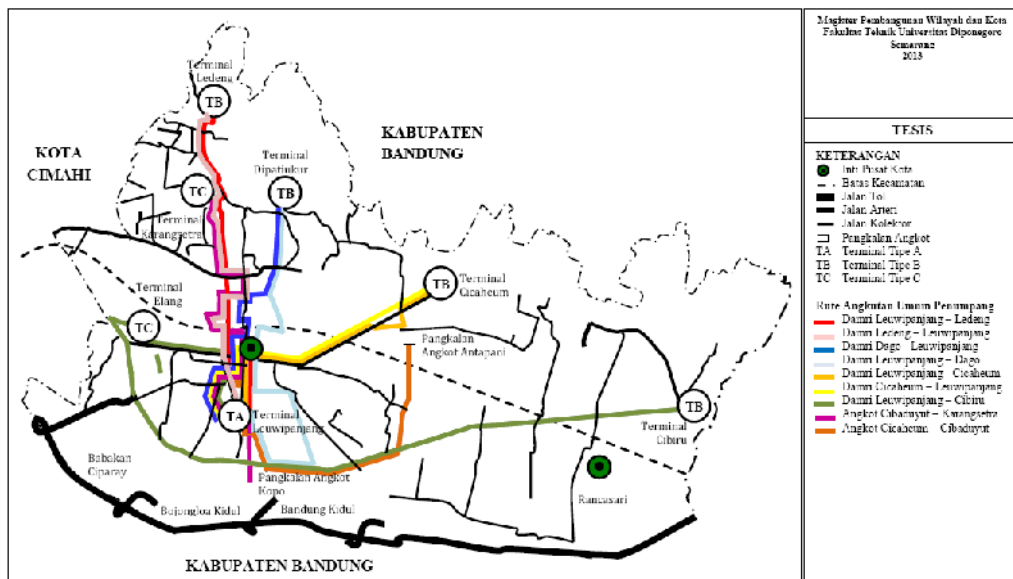 Terminal
Ledeng
TB
KOTA
CIMAHI
KABUPATEN
BANDUNG
Terminal
Dipatiukur
TC
TB
Terminal
Karangsetra
Terminal
Elang
TB
Terminal
Cicaheum
TC
Pangkalan
Angkot Antapani
TA
Terminal
Leuwipanjang
TB
Terminal
Cibiru
Babakan
Ciparay
Pangkalan Angkot
Kopo
Rancasari
Bojongloa Kidul
Bandung Kidul
KABUPATEN BANDUNG
Magister Pembangunan Wilayah dan Kota
Fakultas Teknik Universitas Diponegoro
Semarang
2013
TESIS
KETERANGAN
Inti Pusat Kota
Batas Kecamatan
Jalan Tol
Jalan Arteri
Jalan Kolektor
Pangkalan Angkot
TA Terminal Tipe A
TB Terminal Tipe B
TC Terminal Tipe C
Rute Angkutan Umum Penumpang
Damri Leuwipanjang – Ledeng
Damri Ledeng – Leuwipanjang
Damri Dago – Leuwipanjang
Damri Leuwipanjang – Dago
Damri Leuwipanjang – Cicaheum
Damri Cicaheum – Leuwipanjang
Damri Leuwipanjang – Cibiru
Angkot Cibaduyut – Karangsetra
Angkot Cicaheum – Cibaduyut